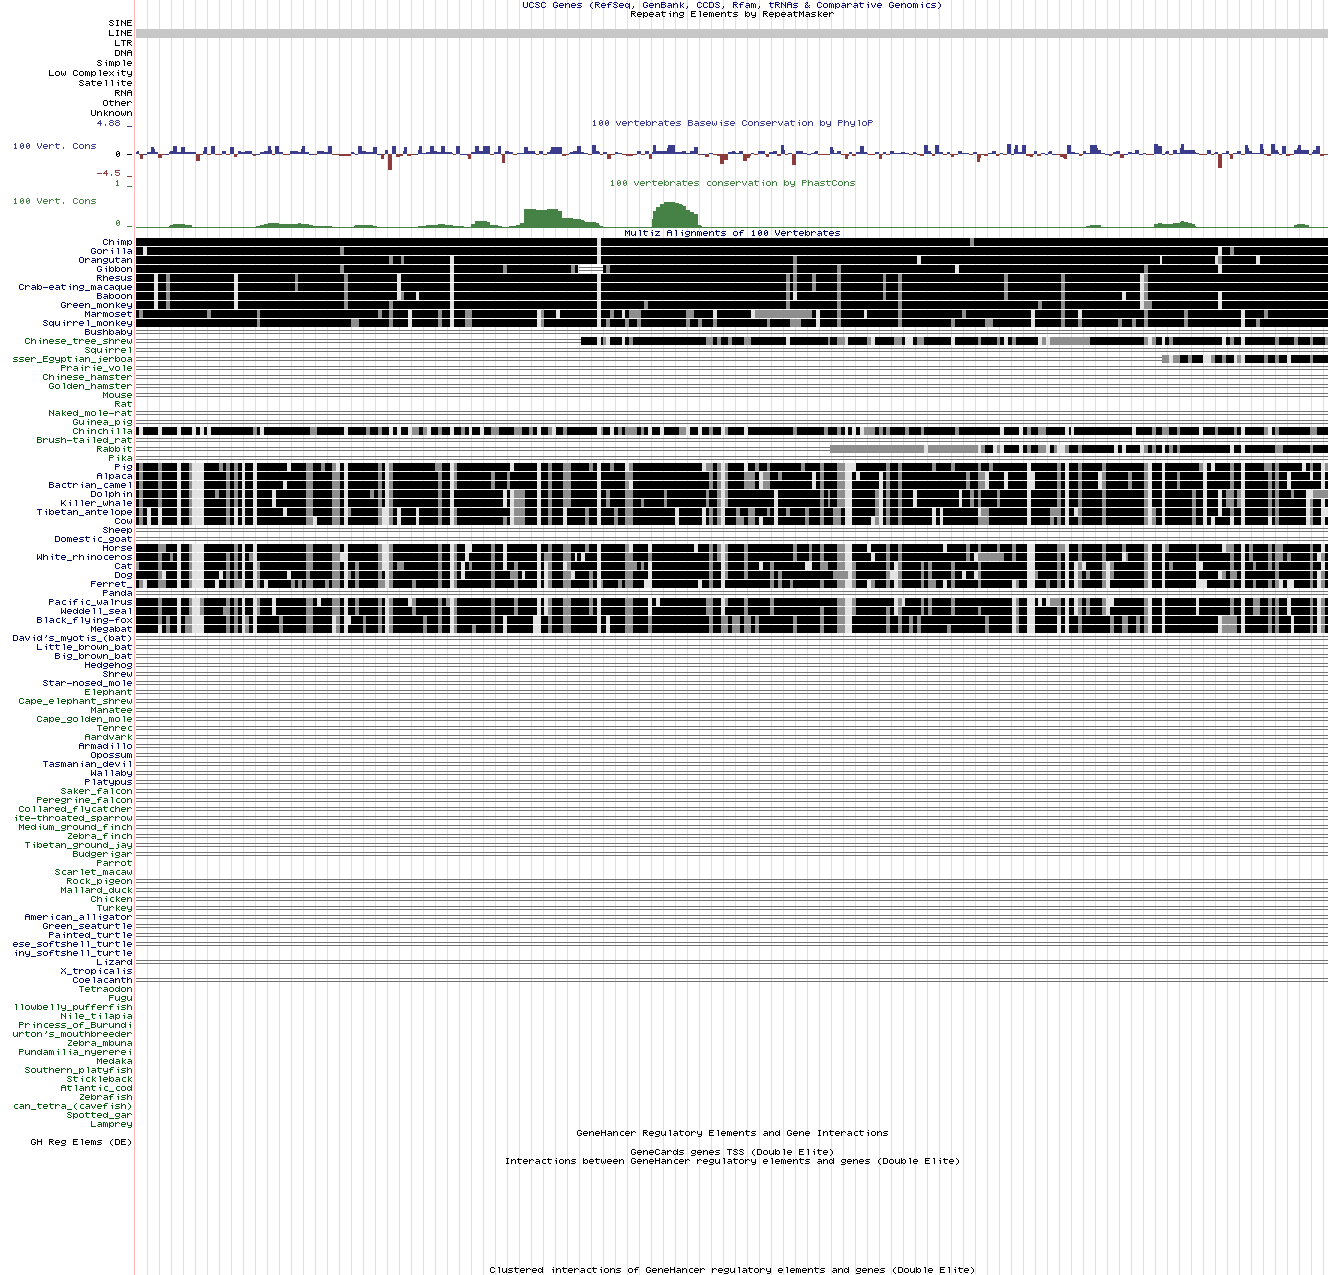 UCSC Genes (RefSeq, GenBank, CCDS, Rfam, tRNAs & Comparative Genomics)
Repeating Elements by RepeatMasker
SINE
LINE
LTR
DNA
Simple
Low Complexity
Satellite
RNA
Other
Unknown
4.88 _
100 vertebrates Basewise Conservation by PhyloP
100 Vert. Cons
0 _
-4.5 _
1 _
100 vertebrates conservation by PhastCons
100 Vert. Cons
0 _
Multiz Alignments of 100 Vertebrates
Chimp
Gorilla
Orangutan
Gibbon
Rhesus
Crab-eating_macaque
Baboon
Green_monkey
Marmoset
Squirrel_monkey
Bushbaby
Chinese_tree_shrew
Squirrel
sser_Egyptian_jerboa
Prairie_vole
Chinese_hamster
Golden_hamster
Mouse
Rat
Naked_mole-rat
Guinea_pig
Chinchilla
Brush-tailed_rat
Rabbit
Pika
Pig
Alpaca
Bactrian_camel
Dolphin
Killer_whale
Tibetan_antelope
Cow
Sheep
Domestic_goat
Horse
White_rhinoceros
Cat
Dog
Ferret_
Panda
Pacific_walrus
Weddell_seal
Black_flying-fox
Megabat
David's_myotis_(bat)
Little_brown_bat
Big_brown_bat
Hedgehog
Shrew
Star-nosed_mole
Elephant
Cape_elephant_shrew
Manatee
Cape_golden_mole
Tenrec
Aardvark
Armadillo
Opossum
Tasmanian_devil
Wallaby
Platypus
Saker_falcon
Peregrine_falcon
Collared_flycatcher
ite-throated_sparrow
Medium_ground_finch
Zebra_finch
Tibetan_ground_jay
Budgerigar
Parrot
Scarlet_macaw
Rock_pigeon
Mallard_duck
Chicken
Turkey
American_alligator
Green_seaturtle
Painted_turtle
ese_softshell_turtle
iny_softshell_turtle
Lizard
X_tropicalis
Coelacanth
Tetraodon
Fugu
llowbelly_pufferfish
Nile_tilapia
Princess_of_Burundi
urton's_mouthbreeder
Zebra_mbuna
Pundamilia_nyererei
Medaka
Southern_platyfish
Stickleback
Atlantic_cod
Zebrafish
can_tetra_(cavefish)
Spotted_gar
Lamprey
GeneHancer Regulatory Elements and Gene Interactions
GH Reg Elems (DE)
GeneCards genes TSS (Double Elite)
Interactions between GeneHancer regulatory elements and genes (Double Elite)
Clustered interactions of GeneHancer regulatory elements and genes (Double Elite)